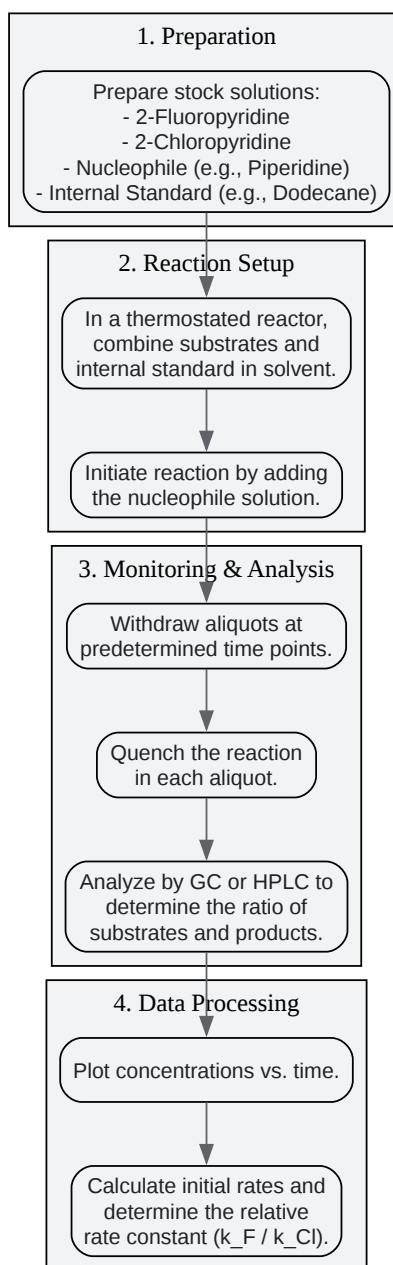 1. Preparation
Prepare stock solutions:
- 2-Fluoropyridine
- 2-Chloropyridine
- Nucleophile (e.g., Piperidine)
- Internal Standard (e.g., Dodecane)
2. Reaction Setup
In a thermostated reactor,
combine substrates and
internal standard in solvent.
Initiate reaction by adding
the nucleophile solution.
3. Monitoring & Analysis
Withdraw aliquots at
predetermined time points.
Quench the reaction
in each aliquot.
Analyze by GC or HPLC to
determine the ratio of
substrates and products.
4. Data Processing
Plot concentrations vs. time.
Calculate initial rates and
determine the relative
rate constant (k_F / k_Cl).